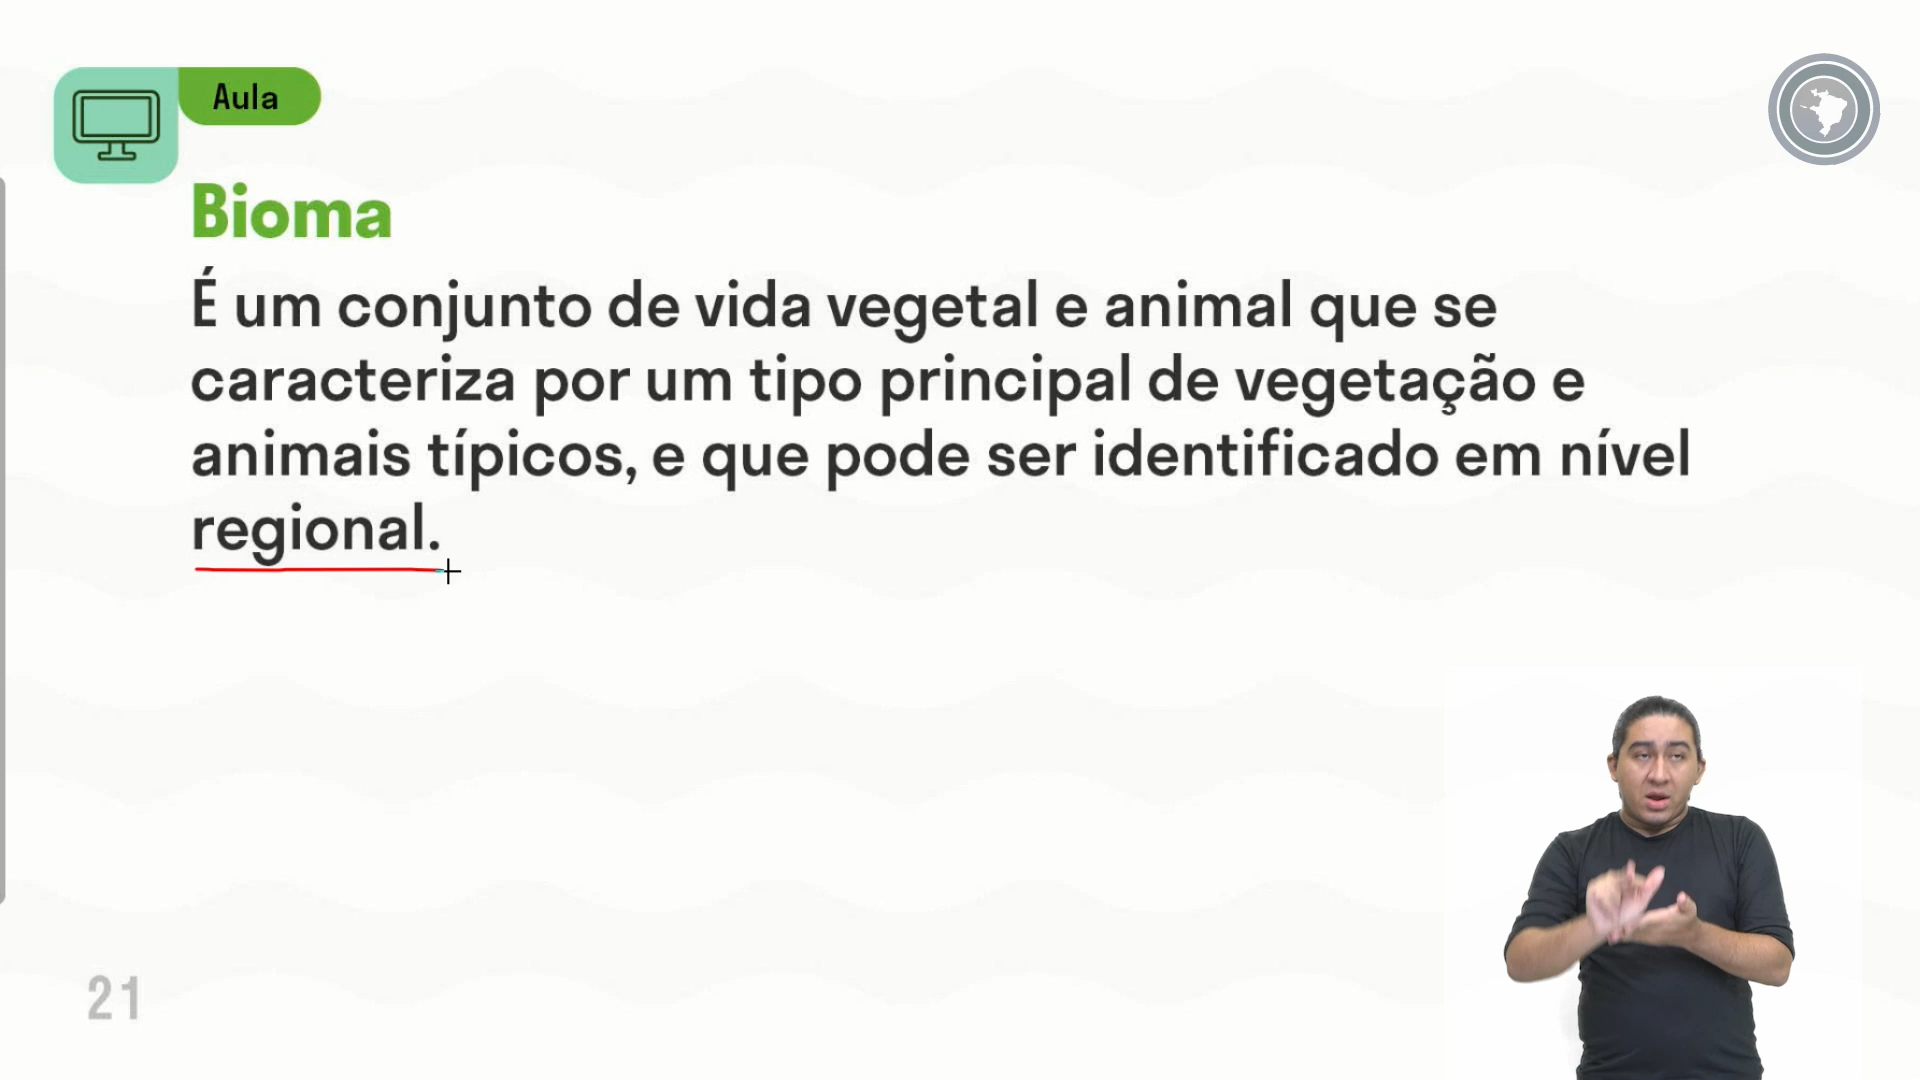 Aula
Bioma
É um conjunto de vida vegetal e animal que se
caracteriza por um tipo principal de vegetação e
animais típicos, e que pode ser identificado em nível
regional.
21